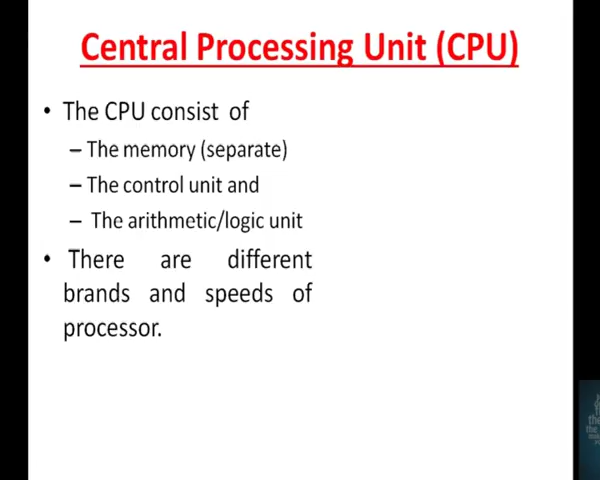 Central Processing Unit (CPU)
• The CPU consist of
– The memory (separate)
– The control unit and
– The arithmetic/logic unit
• There are different
brands and speeds of
processor.